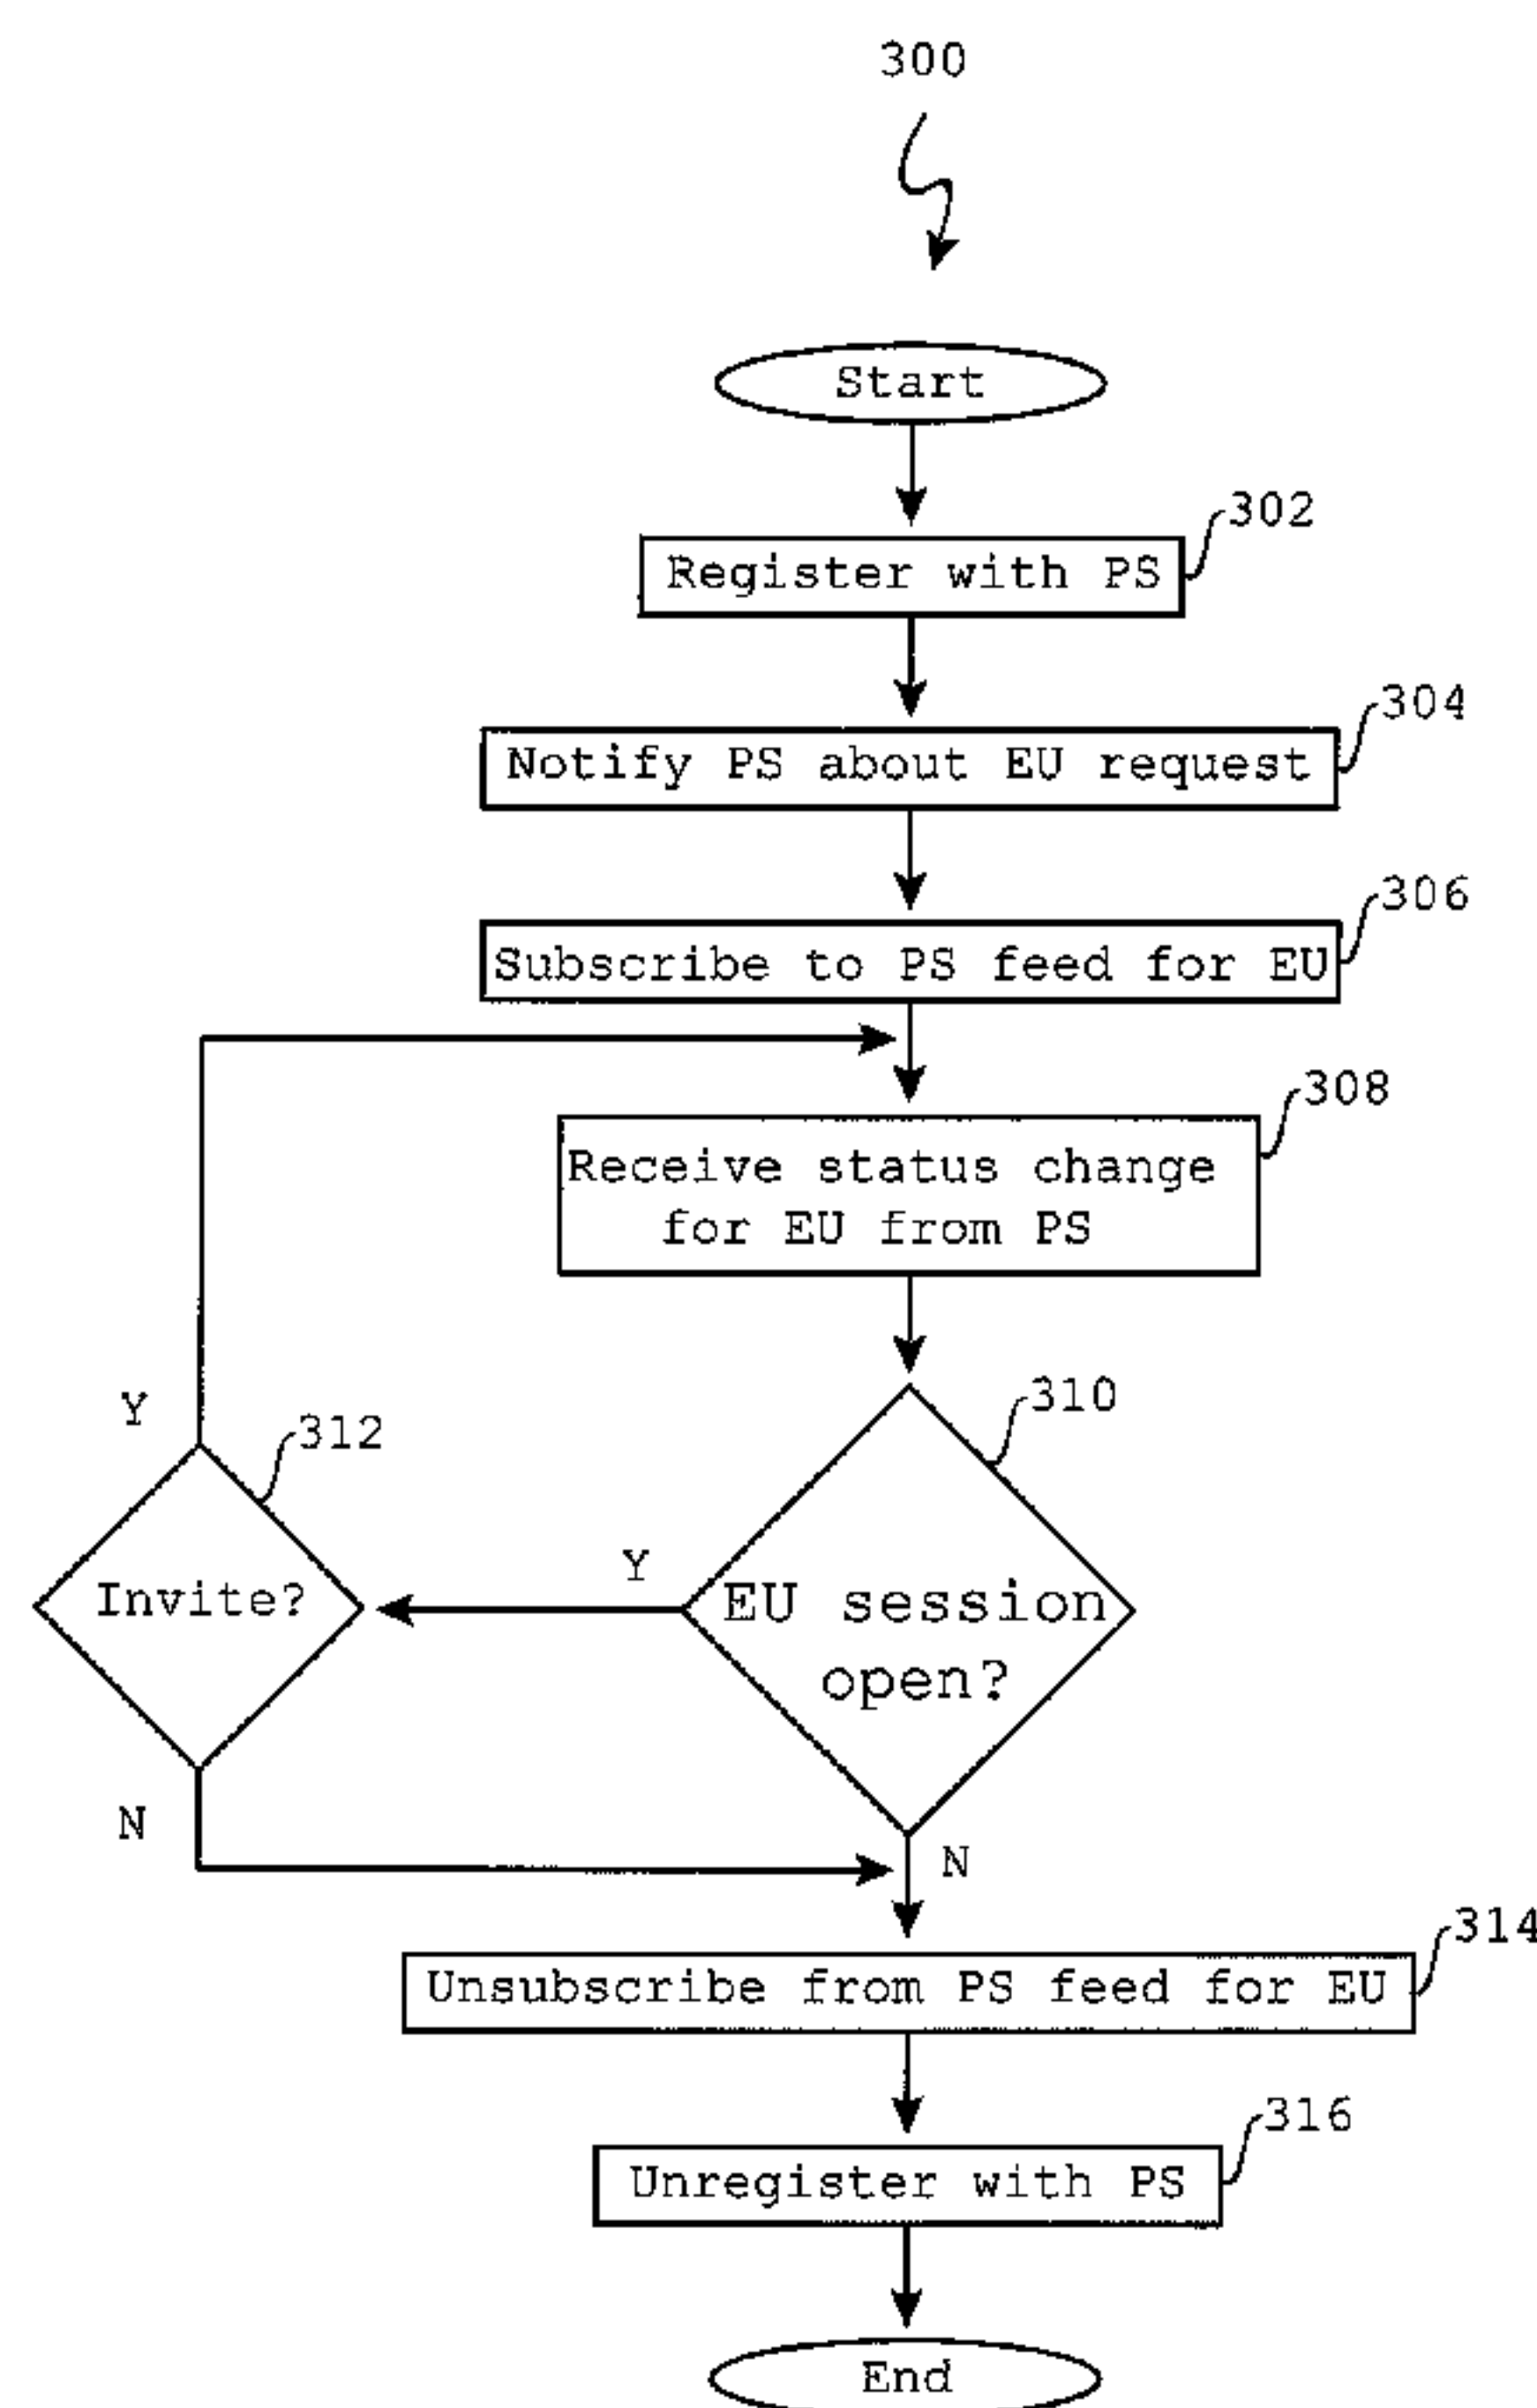 300
Start
302
Register with PS
304
Notify PS about EU request
306
Subscribe to PS feed for EU
308
Receive status change
for EU from PS
310
Y
312
Y
Invite?
EU session
open?
N
N
314
Unsubscribe from PS feed for EU
316
Unregister with PS
End